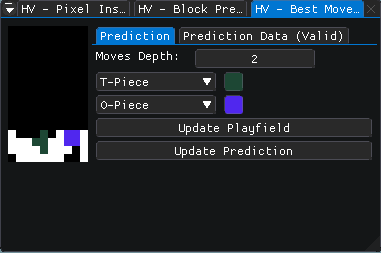 HV - Pixel Ins… HV - Block Pre… HV - Best Move…
Prediction Prediction Data (Valid)
Moves Depth: 2
T-Piece
O-Piece
Update Playfield
Update Prediction